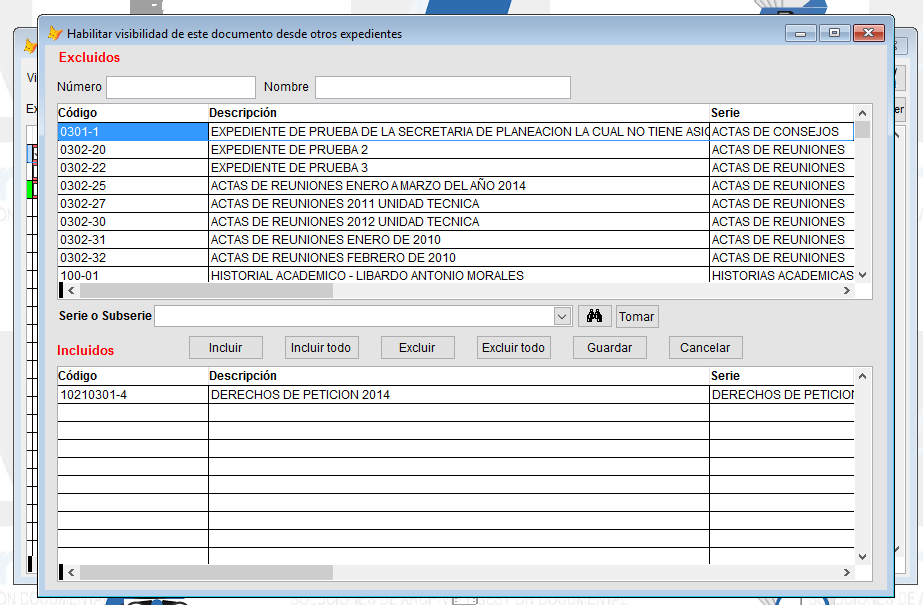 Habilitar visibilidad de este documento desde otros expedientes
Excluidos
Número Nombre
Código Descripción Serie
0301-1 EXPEDIENTE DE PRUEBA DE LA SECRETARIA DE PLANEACION LA CUAL NO TIENE ASIG ACTAS DE CONSEJOS
0302-20 EXPEDIENTE DE PRUEBA 2 ACTAS DE REUNIONES
0302-22 EXPEDIENTE DE PRUEBA 3 ACTAS DE REUNIONES
0302-25 ACTAS DE REUNIONES ENERO A MARZO DEL AÑO 2014 ACTAS DE REUNIONES
0302-27 ACTAS DE REUNIONES 2011 UNIDAD TECNICA ACTAS DE REUNIONES
0302-30 ACTAS DE REUNIONES 2012 UNIDAD TECNICA ACTAS DE REUNIONES
0302-31 ACTAS DE REUNIONES ENERO DE 2010 ACTAS DE REUNIONES
0302-32 ACTAS DE REUNIONES FEBRERO DE 2010 ACTAS DE REUNIONES
100-01 HISTORIAL ACADEMICO - LIBARDO ANTONIO MORALES HISTORIAS ACADEMICAS
Serie o Subserie Tomar
Incluidos Incluir Incluir todo Excluir Excluir todo Guardar Cancelar
Código Descripción Serie
10210301-4 DERECHOS DE PETICION 2014 DERECHOS DE PETICION